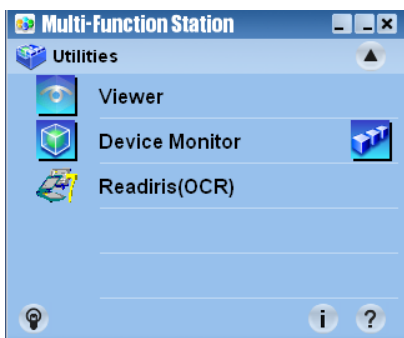 Multi-Function Station
Utilities
Viewer
Device Monitor
Readiris(OCR)
i ?